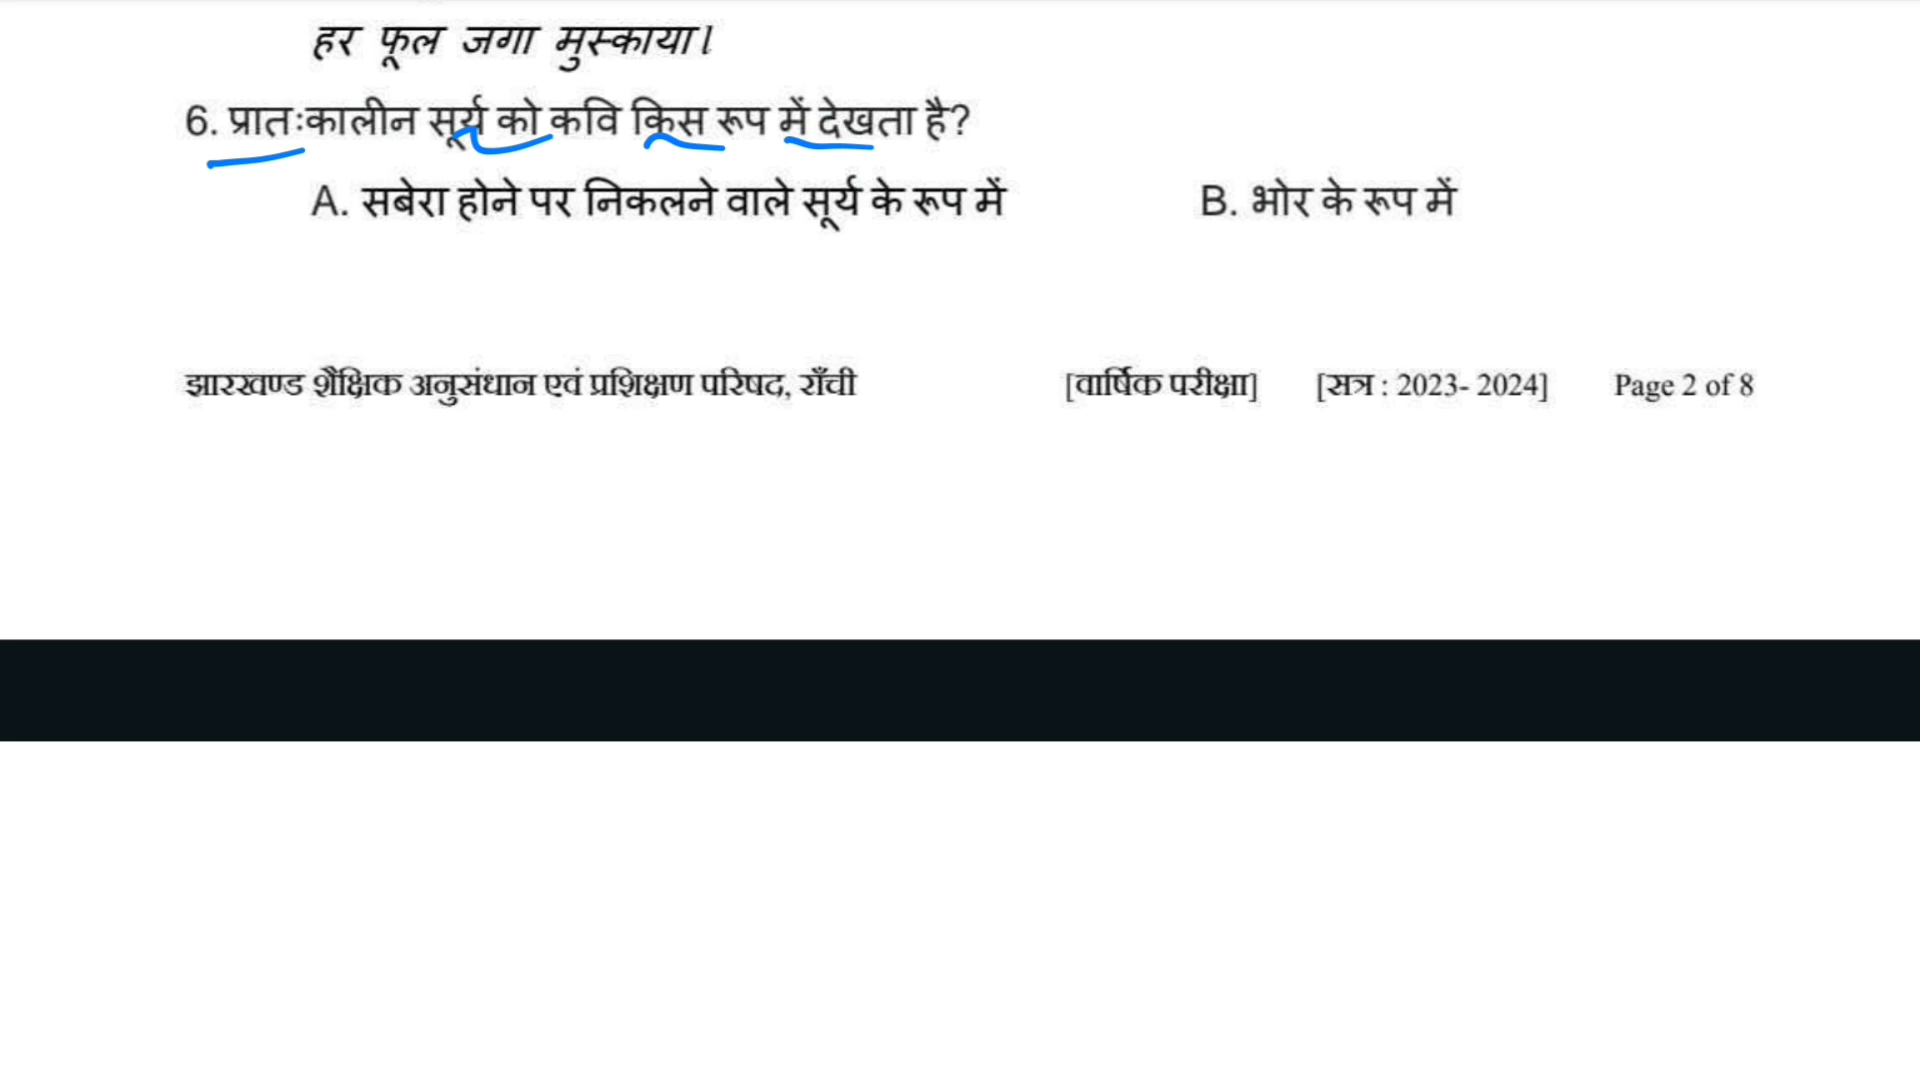 हर फूल जगा मुस्काया।
6. प्रातःकालीन सूर्य को कवि किस रूप में देखता है?
A. सबेरा होने पर निकलने वाले सूर्य के रूप में B. भोर के रूप में
झारखण्ड शैक्षिक अनुसंधान एवं प्रशिक्षण परिषद, राँची [वार्षिक परीक्षा] [सत्र : 2023- 2024] Page 2 of 8